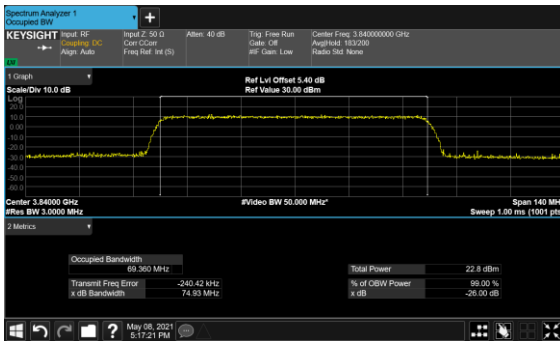 Spectrum Analyzer 1
Occupied BW
+
KEYSIGHT Input: RF Input Z: 50 Ω Atten: 40 dB Trig: Free Run Center Freq: 3.840000000 GHz
Coupling: DC Corr CCorr Gate: Off Avg|Hold: 183/200
Align: Auto Freq Ref: Int (S) #IF Gain: Low Radio Std: None
1 Graph Ref Lvl Offset 5.40 dB
Scale/Div 10.0 dB Ref Value 30.00 dBm
Log
20.0
10.0
0.00
-10.0
-20.0
-30.0
-40.0
-50.0
-60.0
Center 3.84000 GHz #Video BW 50.000 MHz* Span 140 MH
#Res BW 3.0000 MHz Sweep 1.00 ms (1001 pts
2 Metrics
Occupied Bandwidth
69.360 MHz Total Power 22.8 dBm
Transmit Freq Error -240.42 kHz % of OBW Power 99.00 %
x dB Bandwidth 74.93 MHz x dB -26.00 dB
? May 08, 2021
5:17:21 PM